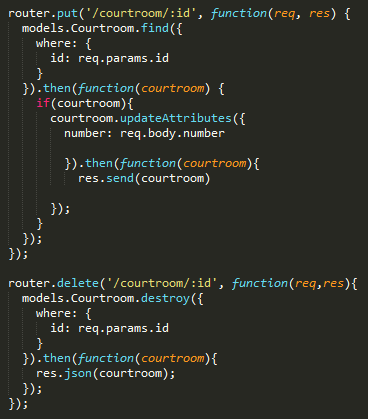 router.put('/courtroom/:id', function(req, res) {
  models.Courtroom.find({
    where: {
      id: req.params.id
    }
  }).then(function(courtroom) {
    if(courtroom){
      courtroom.updateAttributes({
        number: req.body.number

        }).then(function(courtroom){
          res.send(courtroom)

      });
    }
  });
});

router.delete('/courtroom/:id', function(req,res){
  models.Courtroom.destroy({
    where: {
      id: req.params.id
    }
  }).then(function(courtroom){
    res.json(courtroom);
  });
});